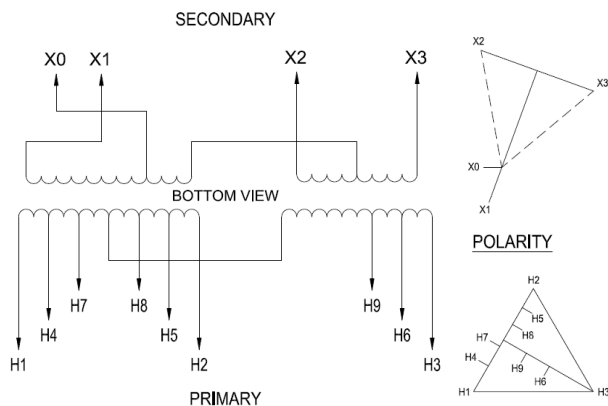 SECONDARY
X0 X1 X2 X3
BOTTOM VIEW
H7 H8 H9
H4 H5 H6
H1 H2 H3
PRIMARY
X2
X3
X0
X1
POLARITY
H2
H5
H8
H7
H4
H9
H6
H1 H3